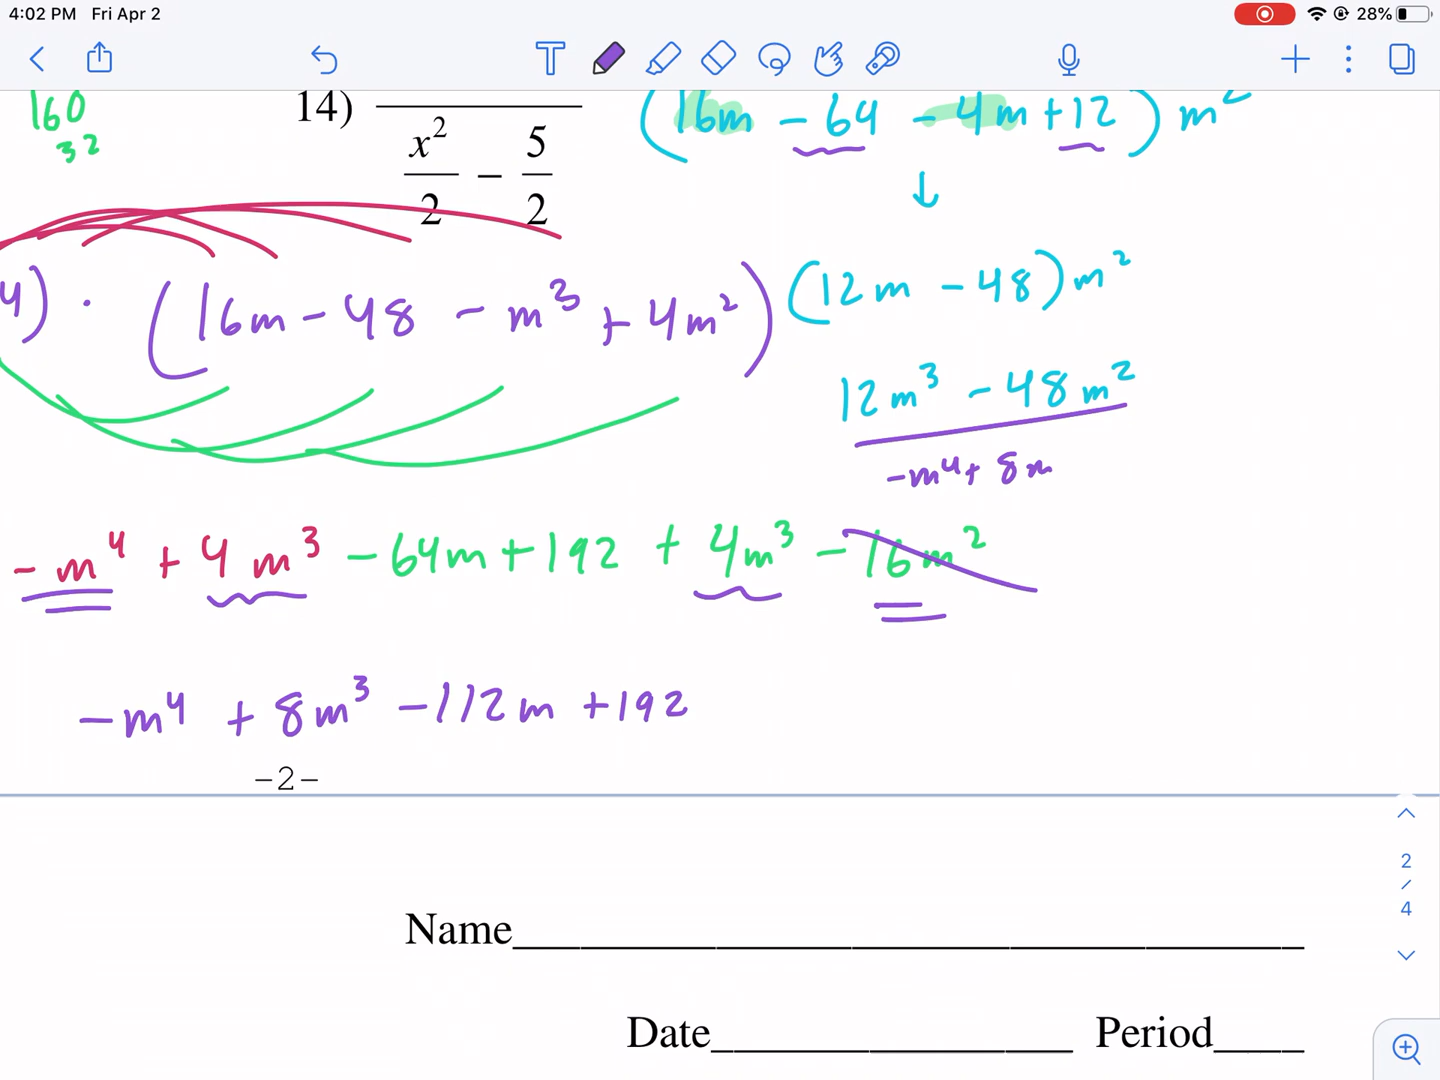 4:02 PM Fri Apr 2 28%
T
160
32
14)
x² 5
— − —
2 2
(16m − 64 − 4m + 12) m²
↓
4) · (16m − 48 − m³ + 4m²) (12m − 48) m²
12m³ − 48m²
−m⁴ + 8m
−m⁴ + 4m³ − 64m + 192 + 4m³ − 16m²
−m⁴ + 8m³ − 112m + 192
-2-
2
/
4
Name
Date Period